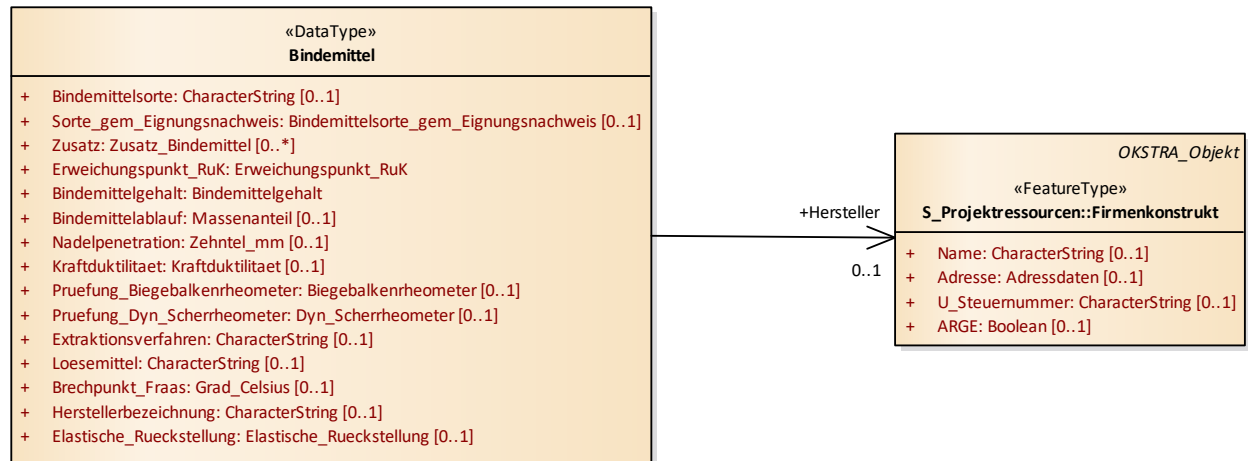 «DataType»
Bindemittel
+ Bindemittelsorte: CharacterString [0..1]
+ Sorte_gem_Eignungsnachweis: Bindemittelsorte_gem_Eignungsnachweis [0..1]
+ Zusatz: Zusatz_Bindemittel [0..*]
+ Erweichungspunkt_RuK: Erweichungspunkt_RuK
+ Bindemittelgehalt: Bindemittelgehalt
+ Bindemittelablauf: Massenanteil [0..1]
+ Nadelpenetration: Zehntel_mm [0..1]
+ Kraftduktilitaet: Kraftduktilitaet [0..1]
+ Pruefung_Biegebalkenrheometer: Biegebalkenrheometer [0..1]
+ Pruefung_Dyn_Scherrheometer: Dyn_Scherrheometer [0..1]
+ Extraktionsverfahren: CharacterString [0..1]
+ Loesemittel: CharacterString [0..1]
+ Brechpunkt_Fraas: Grad_Celsius [0..1]
+ Herstellerbezeichnung: CharacterString [0..1]
+ Elastische_Rueckstellung: Elastische_Rueckstellung [0..1]
+Hersteller
0..1
OKSTRA_Objekt
«FeatureType»
S_Projektressourcen::Firmenkonstrukt
+ Name: CharacterString [0..1]
+ Adresse: Adressdaten [0..1]
+ U_Steuernummer: CharacterString [0..1]
+ ARGE: Boolean [0..1]